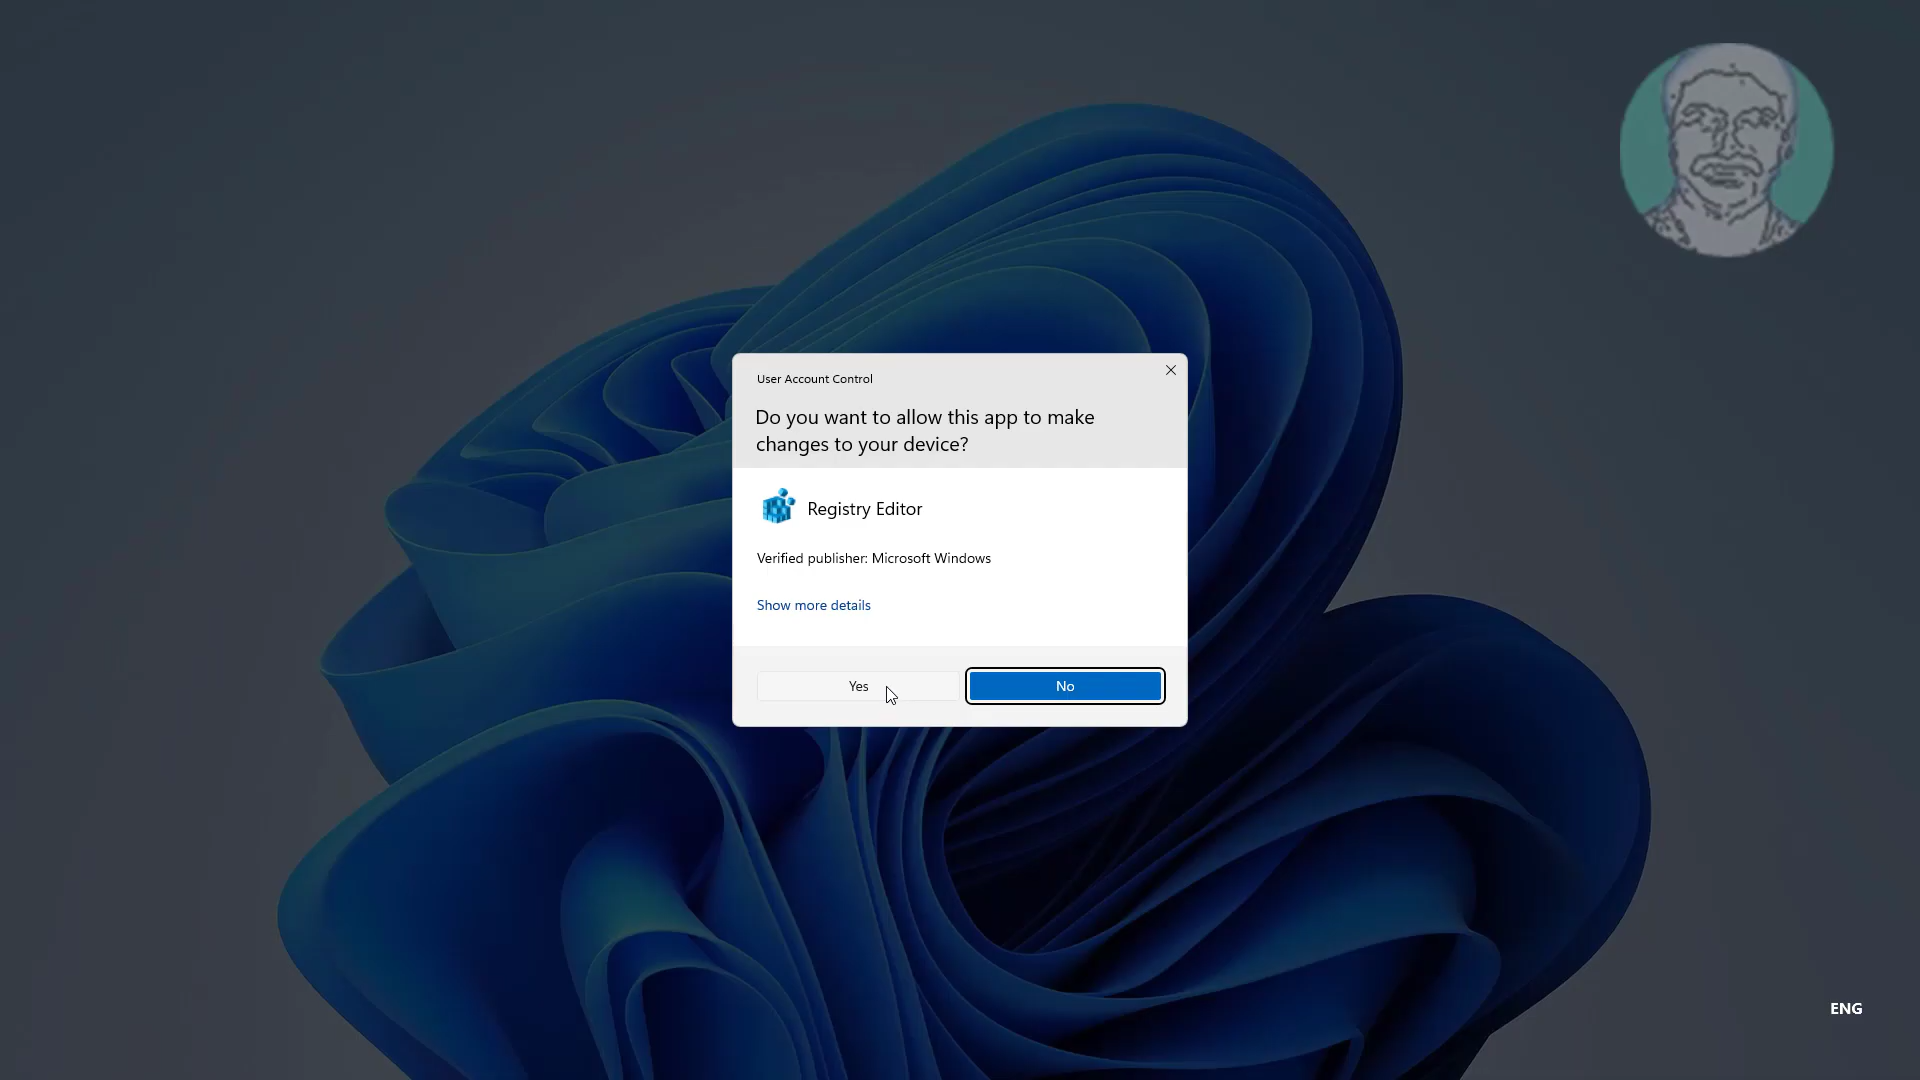 User Account Control
Do you want to allow this app to make
changes to your device?
Registry Editor
Verified publisher: Microsoft Windows
Show more details
Yes
No
ENG